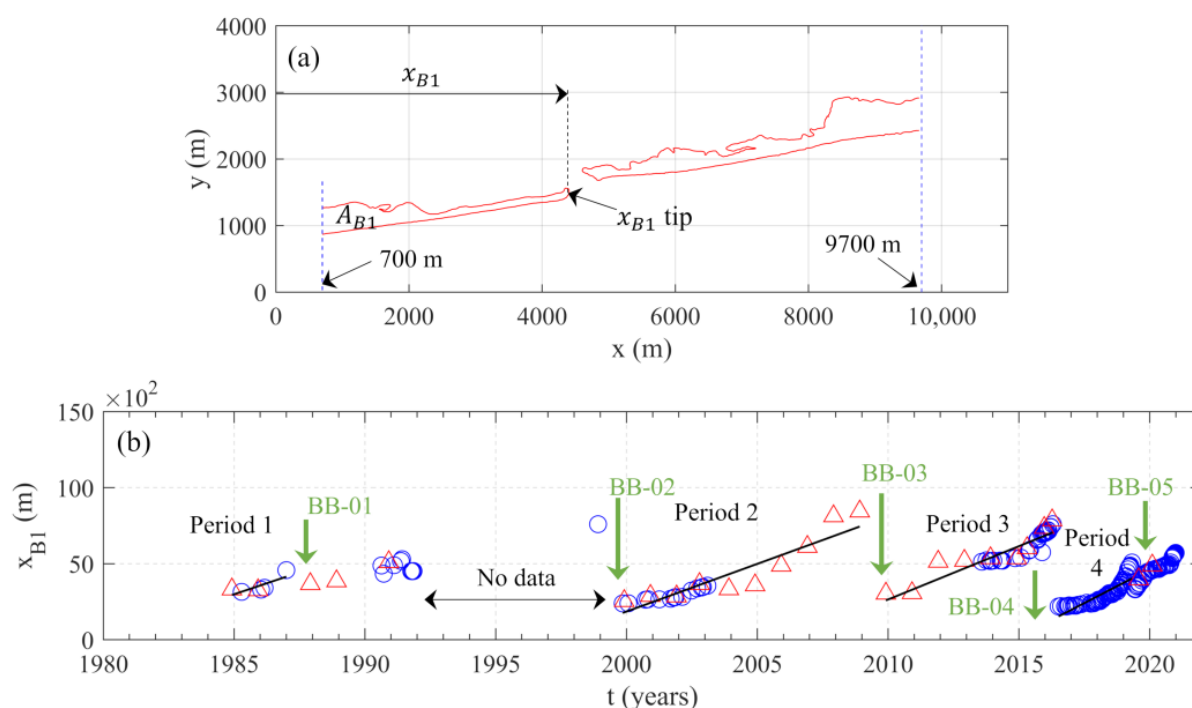 4000
(a)
x_B1
3000
y (m)
2000
A_B1
x_B1 tip
1000
700 m
9700 m
0
0 2000 4000 6000 8000 10,000
x (m)
×10²
150
(b)
BB-01
BB-02
BB-03
BB-05
x_B1 (m)
100
Period 1
Period 2
Period 3
Period
4
50
No data
BB-04
0
1980 1985 1990 1995 2000 2005 2010 2015 2020
t (years)